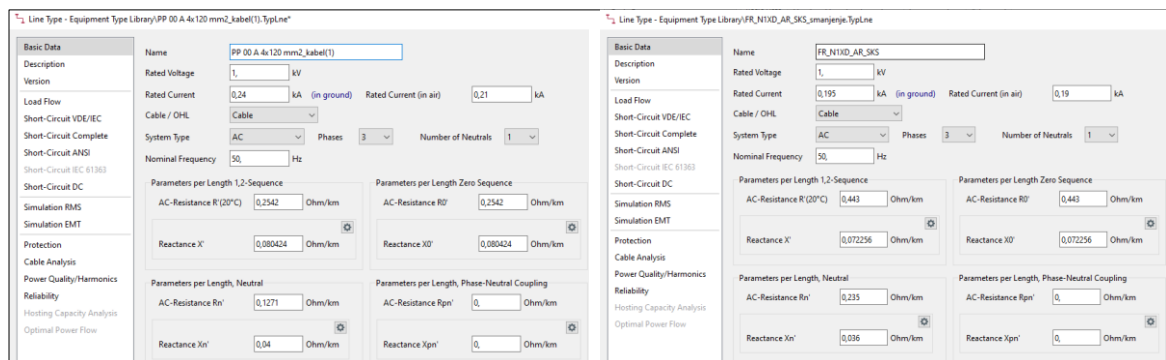 Line Type - Equipment Type Library\PP 00 A 4x120 mm2_kabel(1).TypLne*
Basic Data
Description
Version
Load Flow
Short-Circuit VDE/IEC
Short-Circuit Complete
Short-Circuit ANSI
Short-Circuit IEC 61363
Short-Circuit DC
Simulation RMS
Simulation EMT
Protection
Cable Analysis
Power Quality/Harmonics
Reliability
Hosting Capacity Analysis
Optimal Power Flow
Name PP 00 A 4x120 mm2_kabel(1)
Rated Voltage 1, kV
Rated Current 0,24 kA (in ground) Rated Current (in air) 0,21 kA
Cable / OHL Cable
System Type AC Phases 3 Number of Neutrals 1
Nominal Frequency 50, Hz
Parameters per Length 1,2-Sequence
AC-Resistance R'(20°C) 0,2542 Ohm/km
Reactance X' 0,080424 Ohm/km
Parameters per Length Zero Sequence
AC-Resistance R0' 0,2542 Ohm/km
Reactance X0' 0,080424 Ohm/km
Parameters per Length, Neutral
AC-Resistance Rn' 0,1271 Ohm/km
Reactance Xn' 0,04 Ohm/km
Parameters per Length, Phase-Neutral Coupling
AC-Resistance Rpn' 0, Ohm/km
Reactance Xpn' 0, Ohm/km
Line Type - Equipment Type Library\FR_N1XD_AR_SKS_smanjenje.TypLne
Basic Data
Description
Version
Load Flow
Short-Circuit VDE/IEC
Short-Circuit Complete
Short-Circuit ANSI
Short-Circuit IEC 61363
Short-Circuit DC
Simulation RMS
Simulation EMT
Protection
Cable Analysis
Power Quality/Harmonics
Reliability
Hosting Capacity Analysis
Optimal Power Flow
Name FR_N1XD_AR_SKS
Rated Voltage 1, kV
Rated Current 0,195 kA (in ground) Rated Current (in air) 0,19 kA
Cable / OHL Cable
System Type AC Phases 3 Number of Neutrals 1
Nominal Frequency 50, Hz
Parameters per Length 1,2-Sequence
AC-Resistance R'(20°C) 0,443 Ohm/km
Reactance X' 0,072256 Ohm/km
Parameters per Length Zero Sequence
AC-Resistance R0' 0,443 Ohm/km
Reactance X0' 0,072256 Ohm/km
Parameters per Length, Neutral
AC-Resistance Rn' 0,235 Ohm/km
Reactance Xn' 0,036 Ohm/km
Parameters per Length, Phase-Neutral Coupling
AC-Resistance Rpn' 0, Ohm/km
Reactance Xpn' 0, Ohm/km